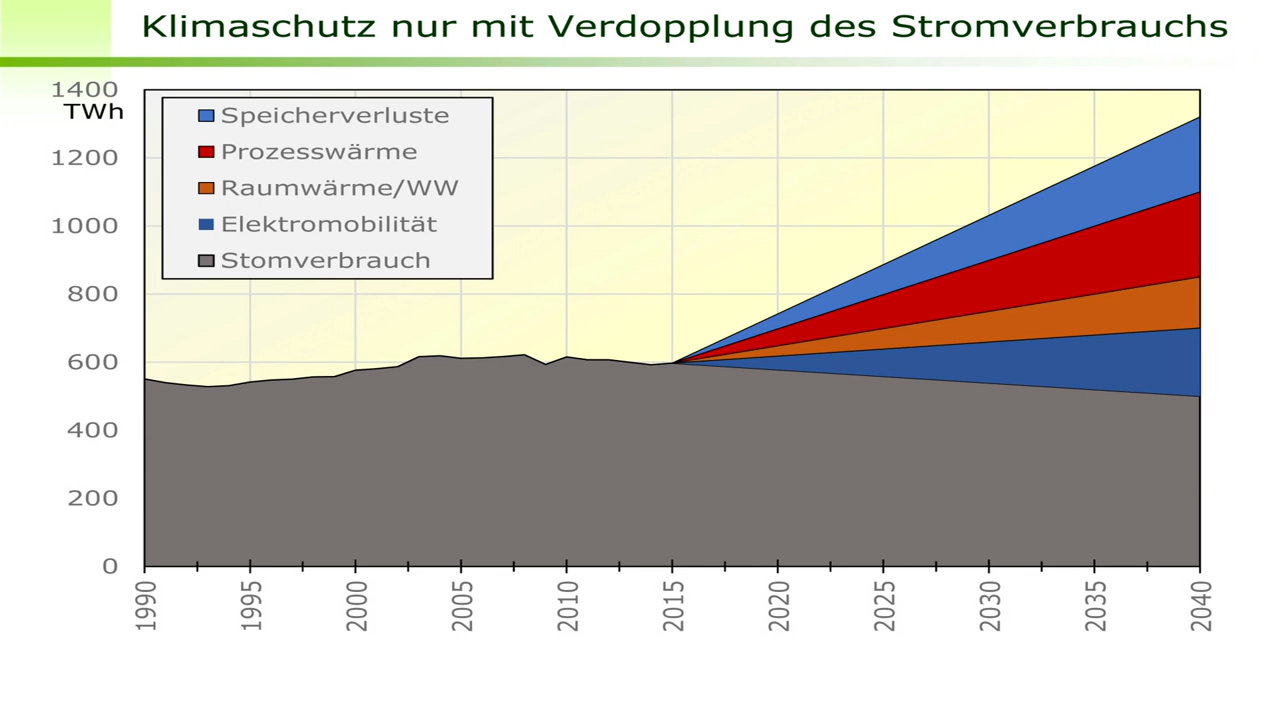 Klimaschutz nur mit Verdopplung des Stromverbrauchs
1400
TWh
1200
1000
800
600
400
200
0
Speicherverluste
Prozesswärme
Raumwärme/WW
Elektromobilität
Stomverbrauch
1990 1995 2000 2005 2010 2015 2020 2025 2030 2035 2040